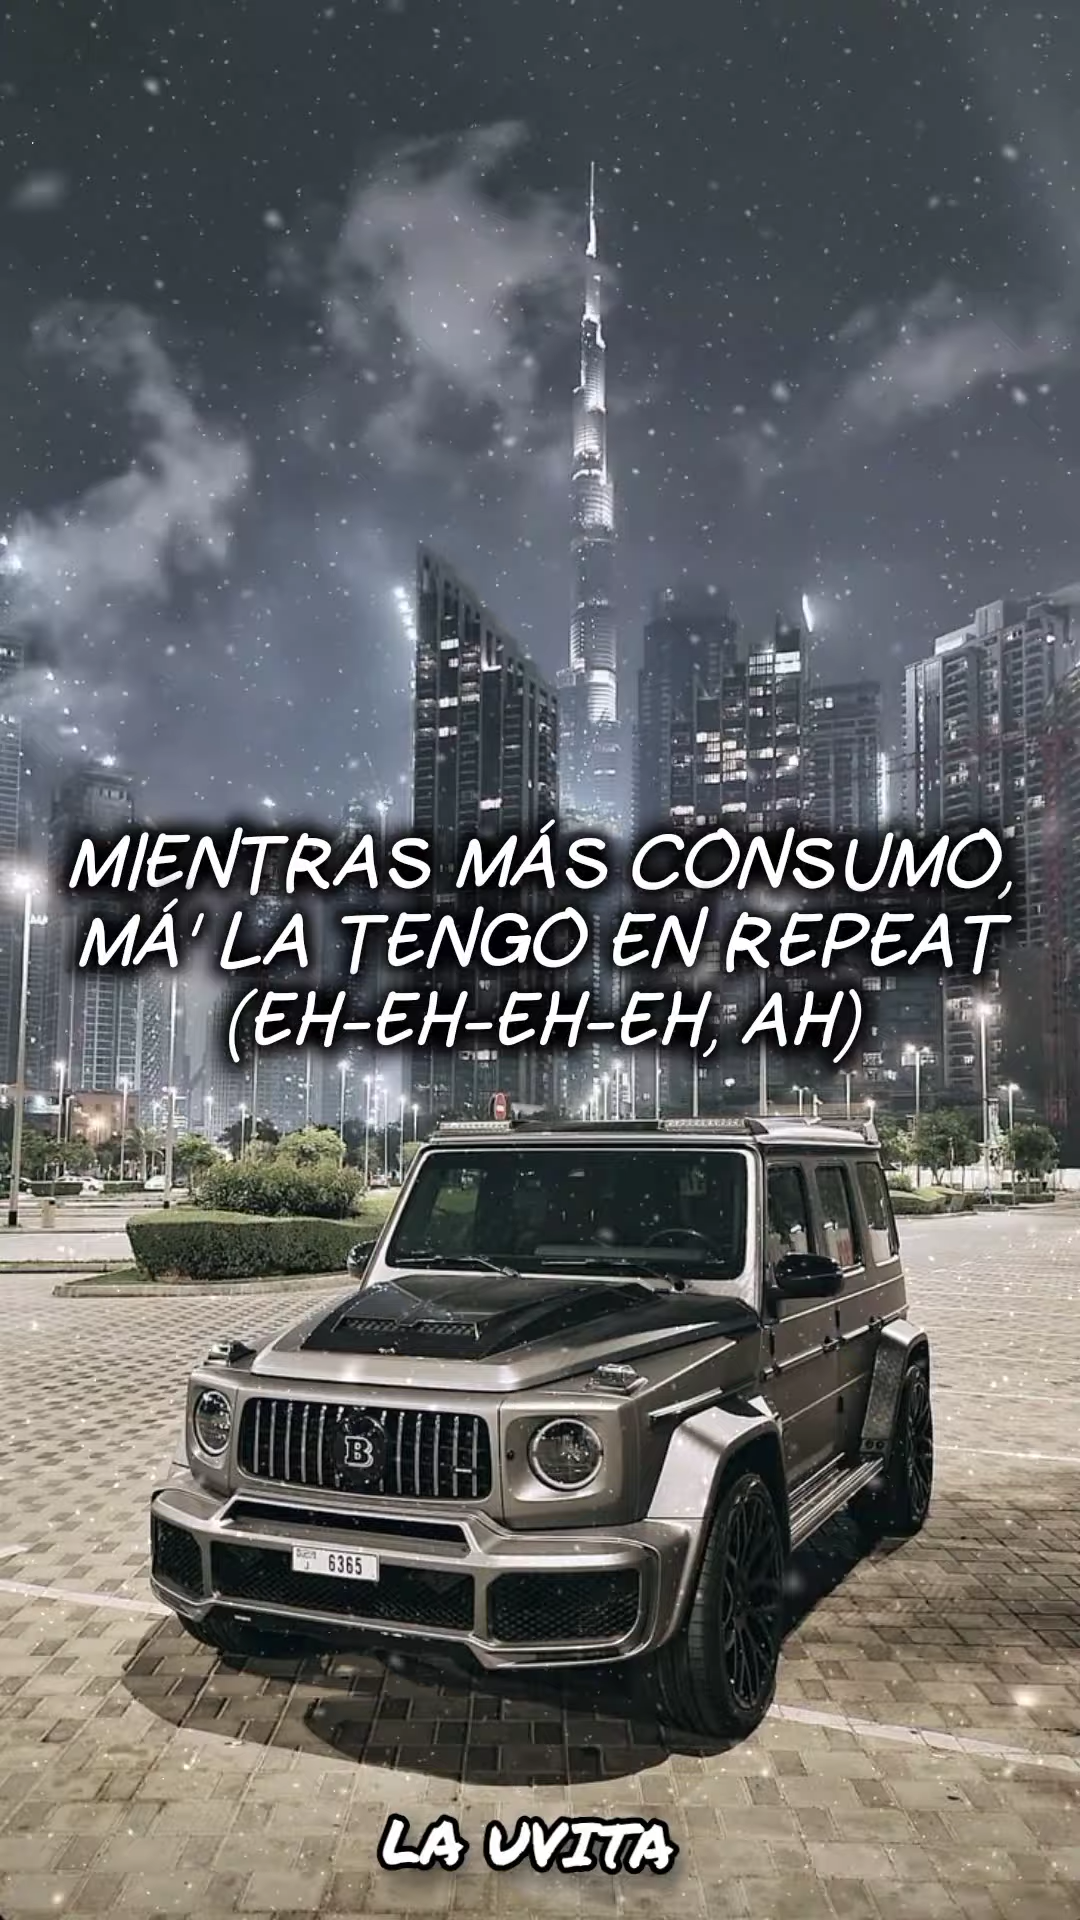 MIENTRAS MÁS CONSUMO,
MÁ' LA TENGO EN REPEAT
(EH-EH-EH-EH, AH)
B
6365
LA UVITA